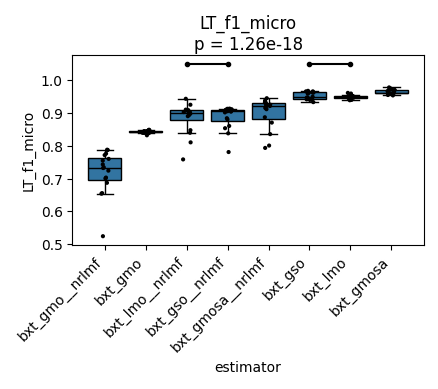 LT_f1_micro
p = 1.26e-18
LT_f1_micro
1.0
0.9
0.8
0.7
0.6
0.5
bxt_gmo__nrlmf
bxt_gmo
bxt_lmo__nrlmf
bxt_gso__nrlmf
bxt_gmosa__nrlmf
bxt_gso
bxt_lmo
bxt_gmosa
estimator